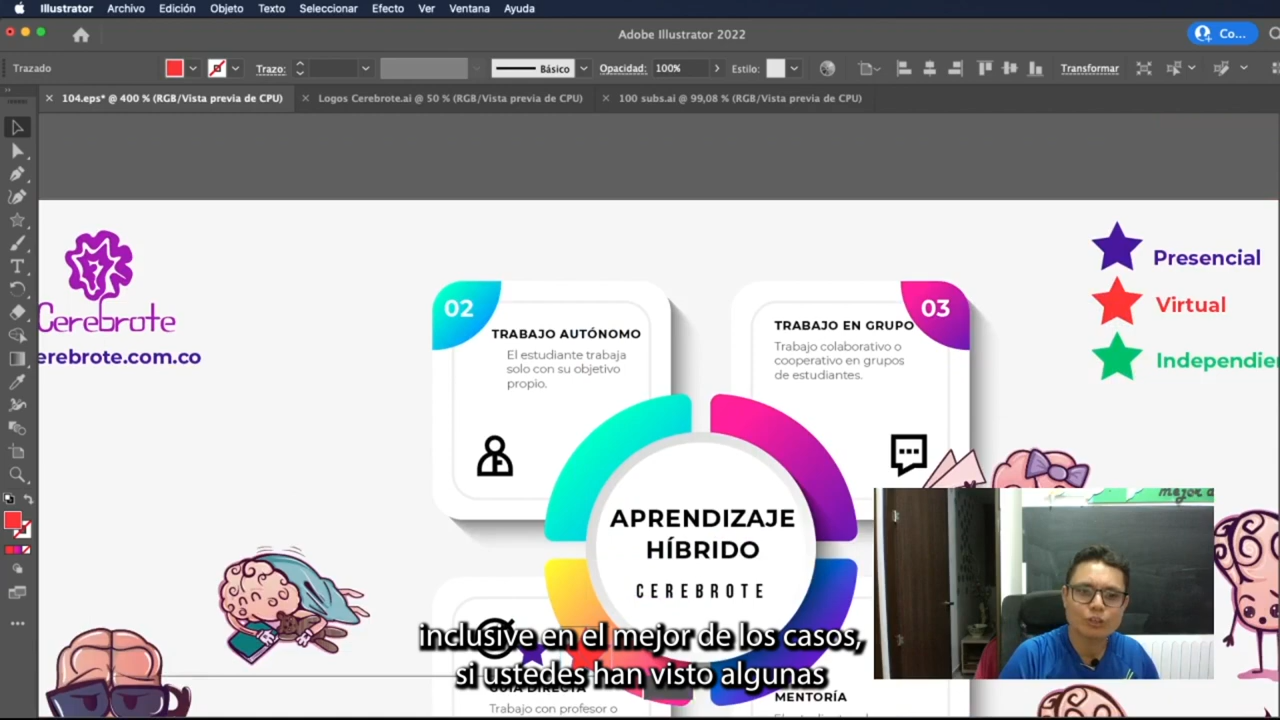 Illustrator Archivo Edición Objeto Texto Seleccionar Efecto Ver Ventana Ayuda
Adobe Illustrator 2022
Co...
Trazado
Trazo:
Básico
Opacidad: 100%
Estilo:
Transformar
104.eps* @ 400 % (RGB/Vista previa de CPU)
Logos Cerebrote.ai @ 50 % (RGB/Vista previa de CPU)
100 subs.ai @ 99,08 % (RGB/Vista previa de CPU)
Cerebrote
erebrote.com.co
02
TRABAJO AUTÓNOMO
El estudiante trabaja
solo con su objetivo
propio.
03
TRABAJO EN GRUPO
Trabajo colaborativo o
cooperativo en grupos
de estudiantes.
Presencial
Virtual
Independie
APRENDIZAJE
HÍBRIDO
CEREBROTE
mejor d
inclusive en el mejor de los casos,
si ustedes han visto algunas
GUÍA DIRECTA
Trabajo con profesor o
MENTORÍA